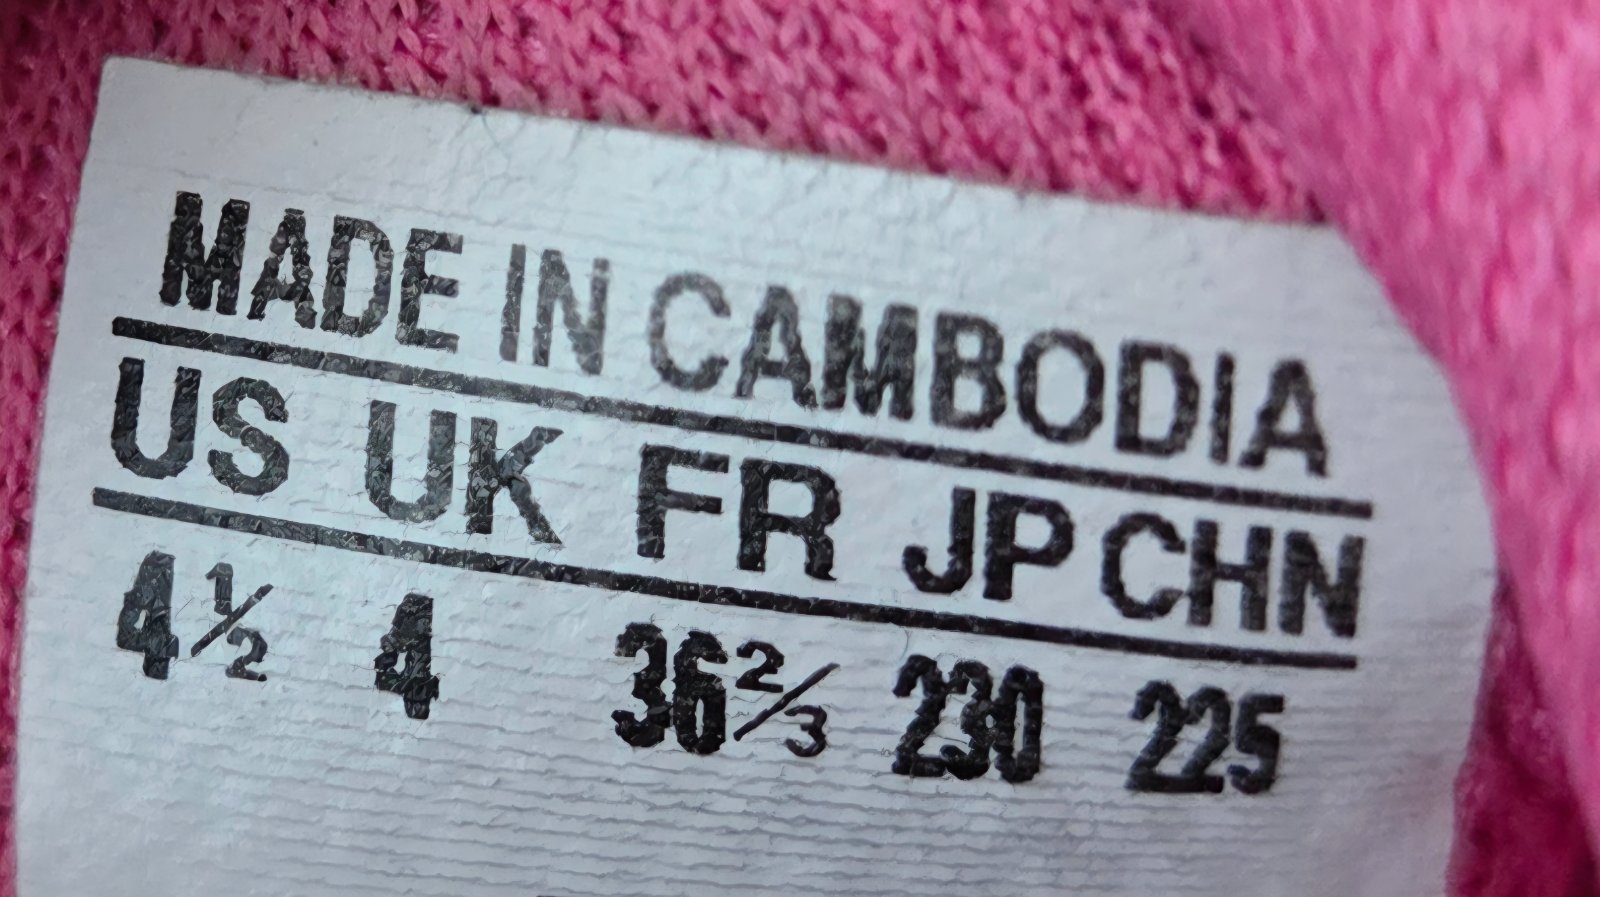 MADE IN CAMBODIA
US UK FR JP CHN
4½ 4 36⅔ 230 225